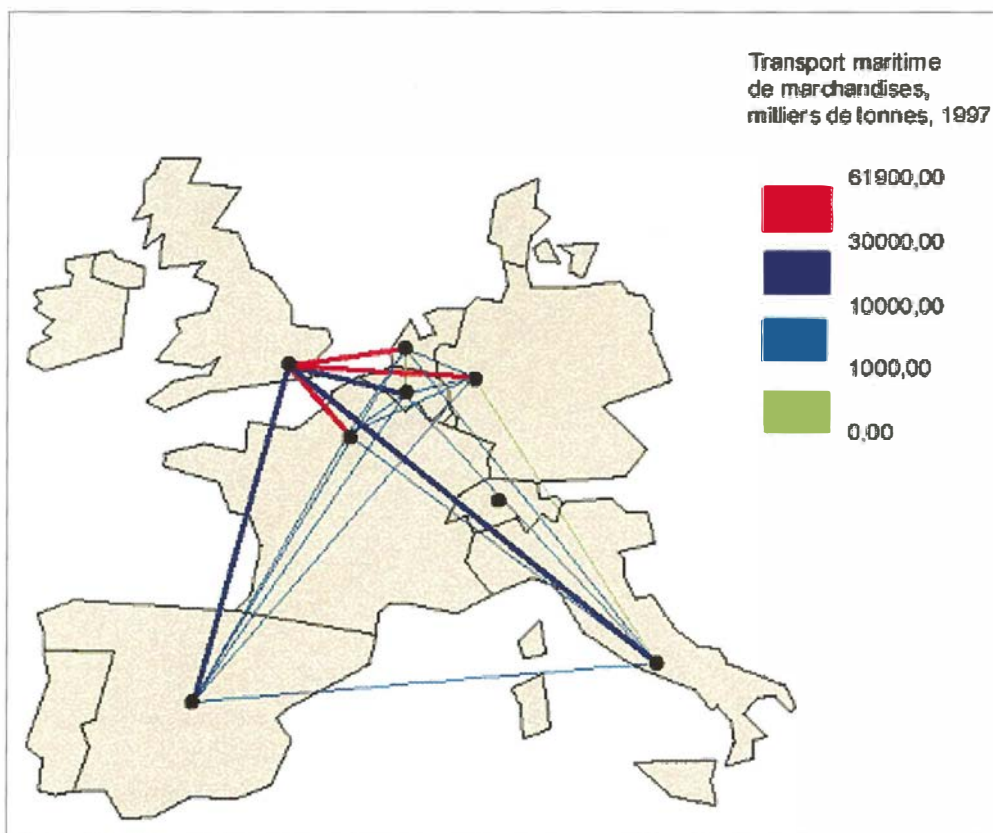 Transport maritime
de marchandises,
milliers de tonnes, 1997
61900,00
30000,00
10000,00
1000,00
0,00